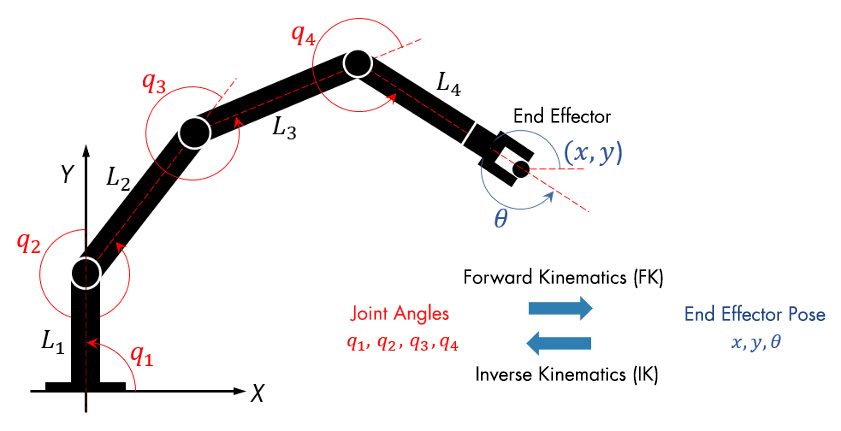 q₄
q₃
L₄
L₃
End Effector
(x, y)
Y
L₂
θ
q₂
Forward Kinematics (FK)
Joint Angles
q₁, q₂, q₃, q₄
End Effector Pose
x, y, θ
L₁
q₁
Inverse Kinematics (IK)
X